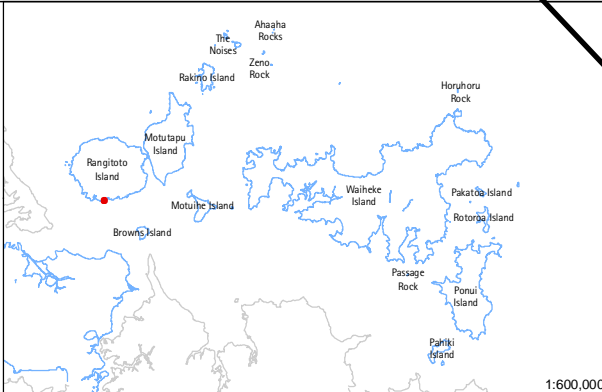 Ahaaha
Rocks
The
Noises
Zeno
Rock
Rakino Island
Horuhoru
Rock
Motutapu
Island
Rangitoto
Island
Waiheke
Island
Pakatoa Island
Motuihe Island
Rotoroa Island
Browns Island
Passage
Rock
Ponui
Island
Pahiki
Island
1:600,000